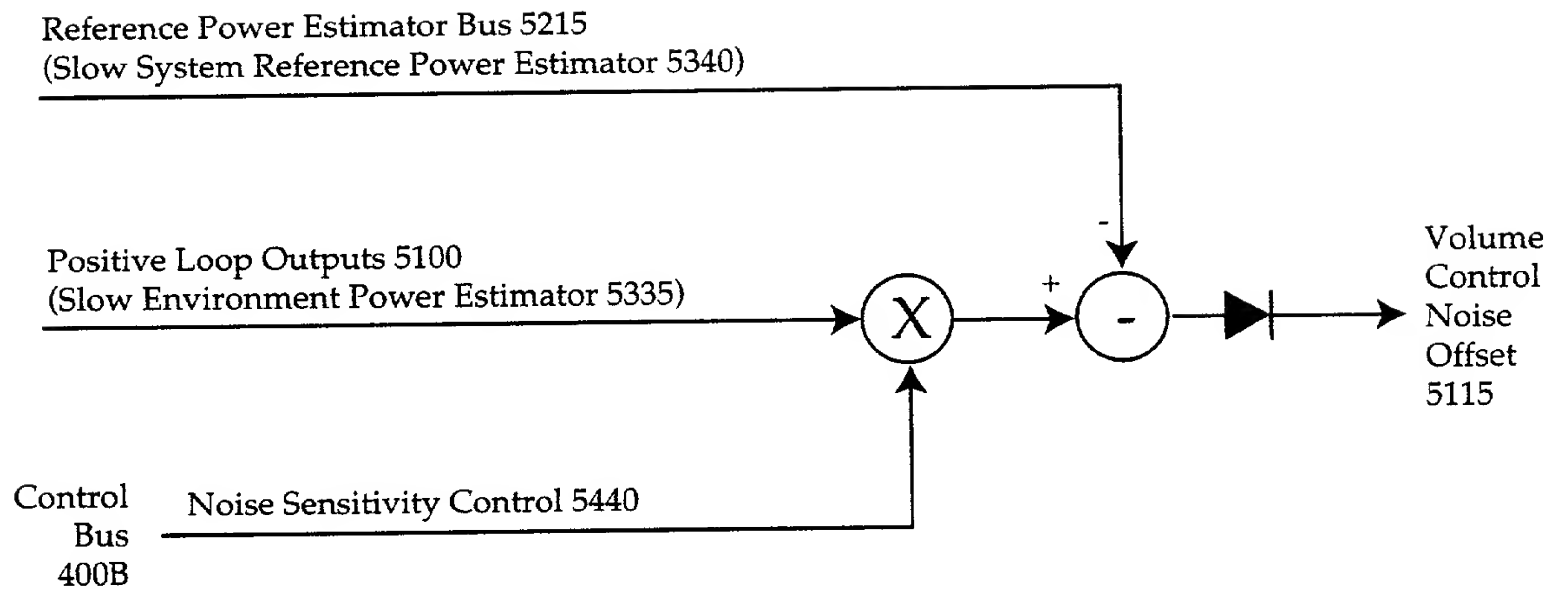 Reference Power Estimator Bus 5215
(Slow System Reference Power Estimator 5340)
-
Positive Loop Outputs 5100
(Slow Environment Power Estimator 5335)
X
+
-
Volume
Control
Noise
Offset
5115
Control
Bus
400B
Noise Sensitivity Control 5440